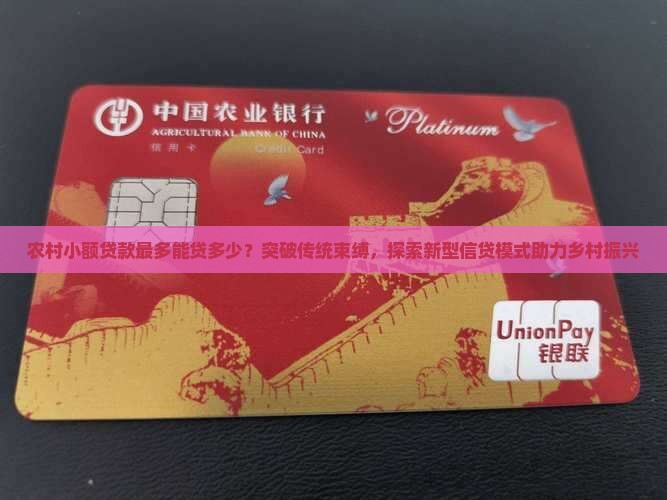 中国农业银行
AGRICULTURAL BANK OF CHINA
信用卡
Credit Card
Platinum
农村小额贷款最多能贷多少？突破传统束缚，探索新型信贷模式助力乡村振兴
UnionPay
银联